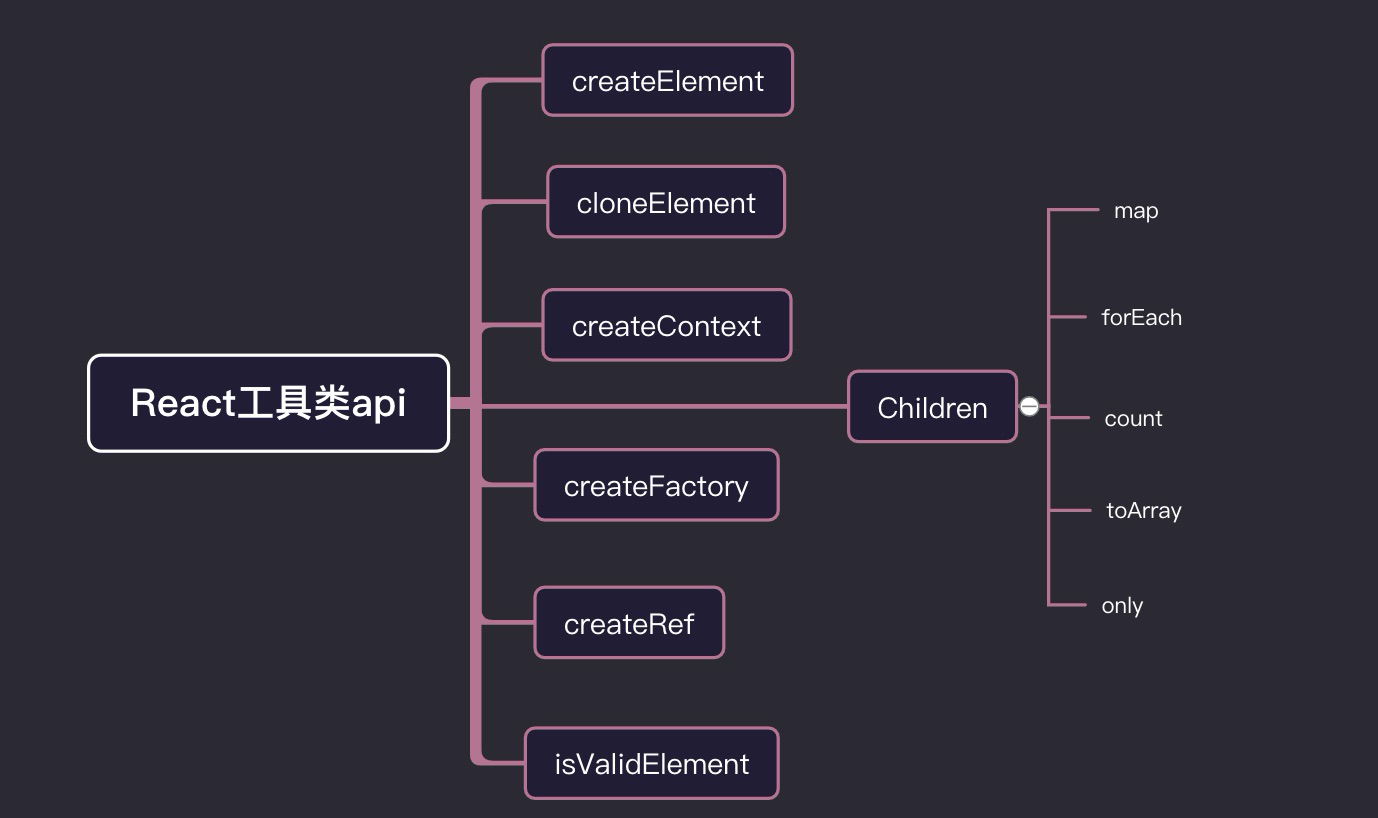 React工具类api
createElement
cloneElement
createContext
Children
map
forEach
count
toArray
only
createFactory
createRef
isValidElement